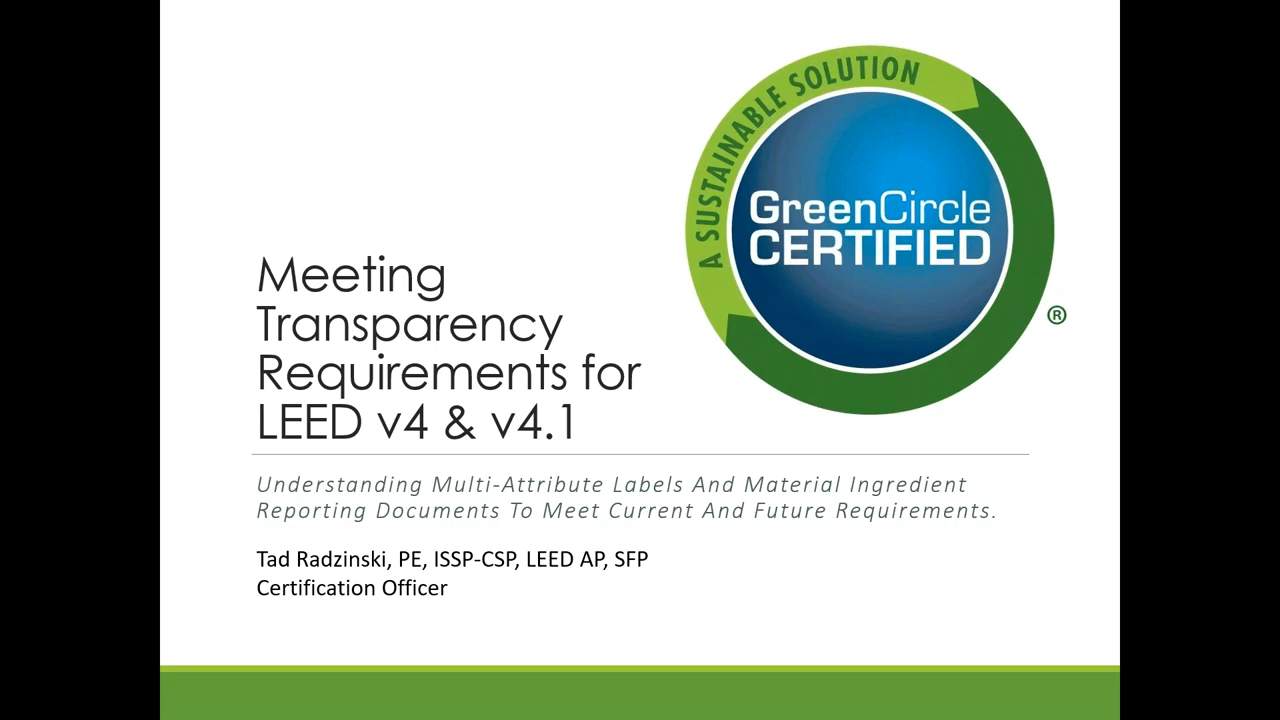 A SUSTAINABLE SOLUTION
GreenCircle
CERTIFIED
®
Meeting
Transparency
Requirements for
LEED v4 & v4.1
Understanding Multi-Attribute Labels And Material Ingredient
Reporting Documents To Meet Current And Future Requirements.
Tad Radzinski, PE, ISSP-CSP, LEED AP, SFP
Certification Officer